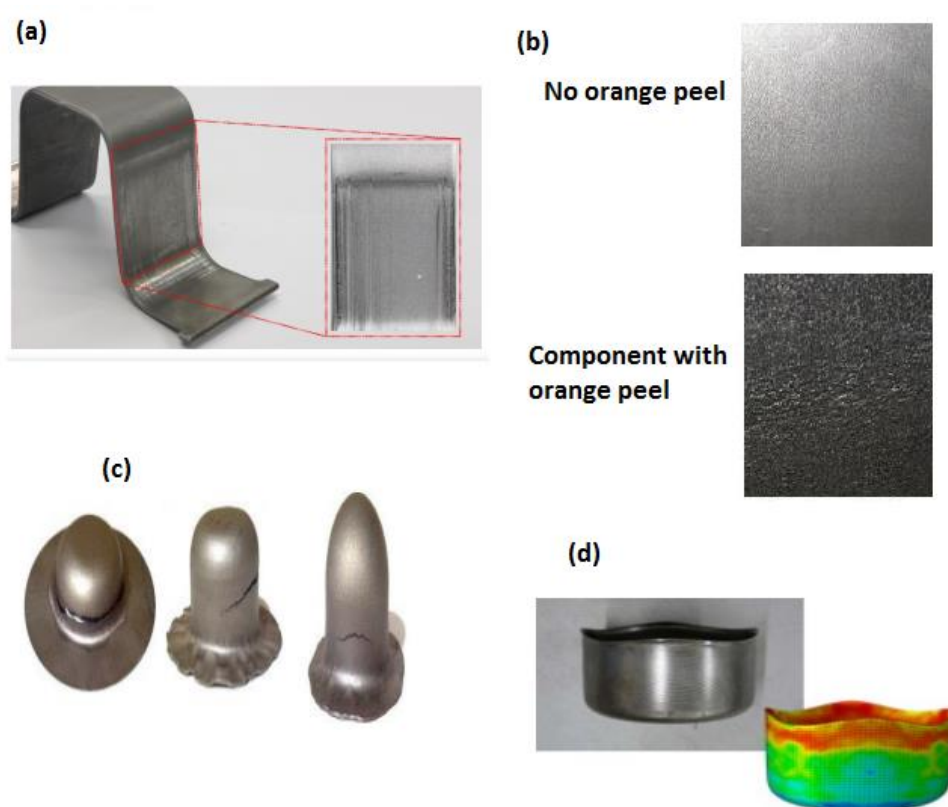 (a)
(b)
No orange peel
Component with
orange peel
(c)
(d)